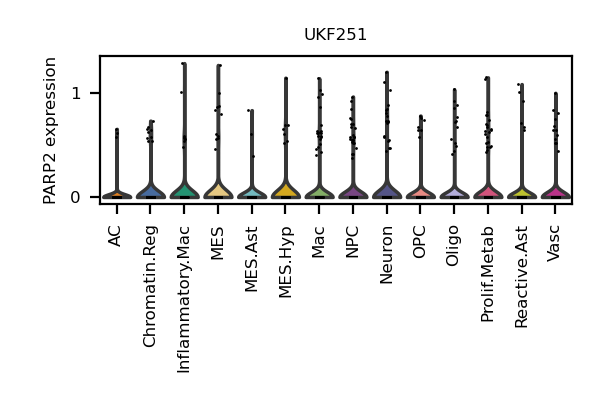 UKF251
PARP2 expression
1
0
AC
Chromatin.Reg
Inflammatory.Mac
MES
MES.Ast
MES.Hyp
Mac
NPC
Neuron
OPC
Oligo
Prolif.Metab
Reactive.Ast
Vasc